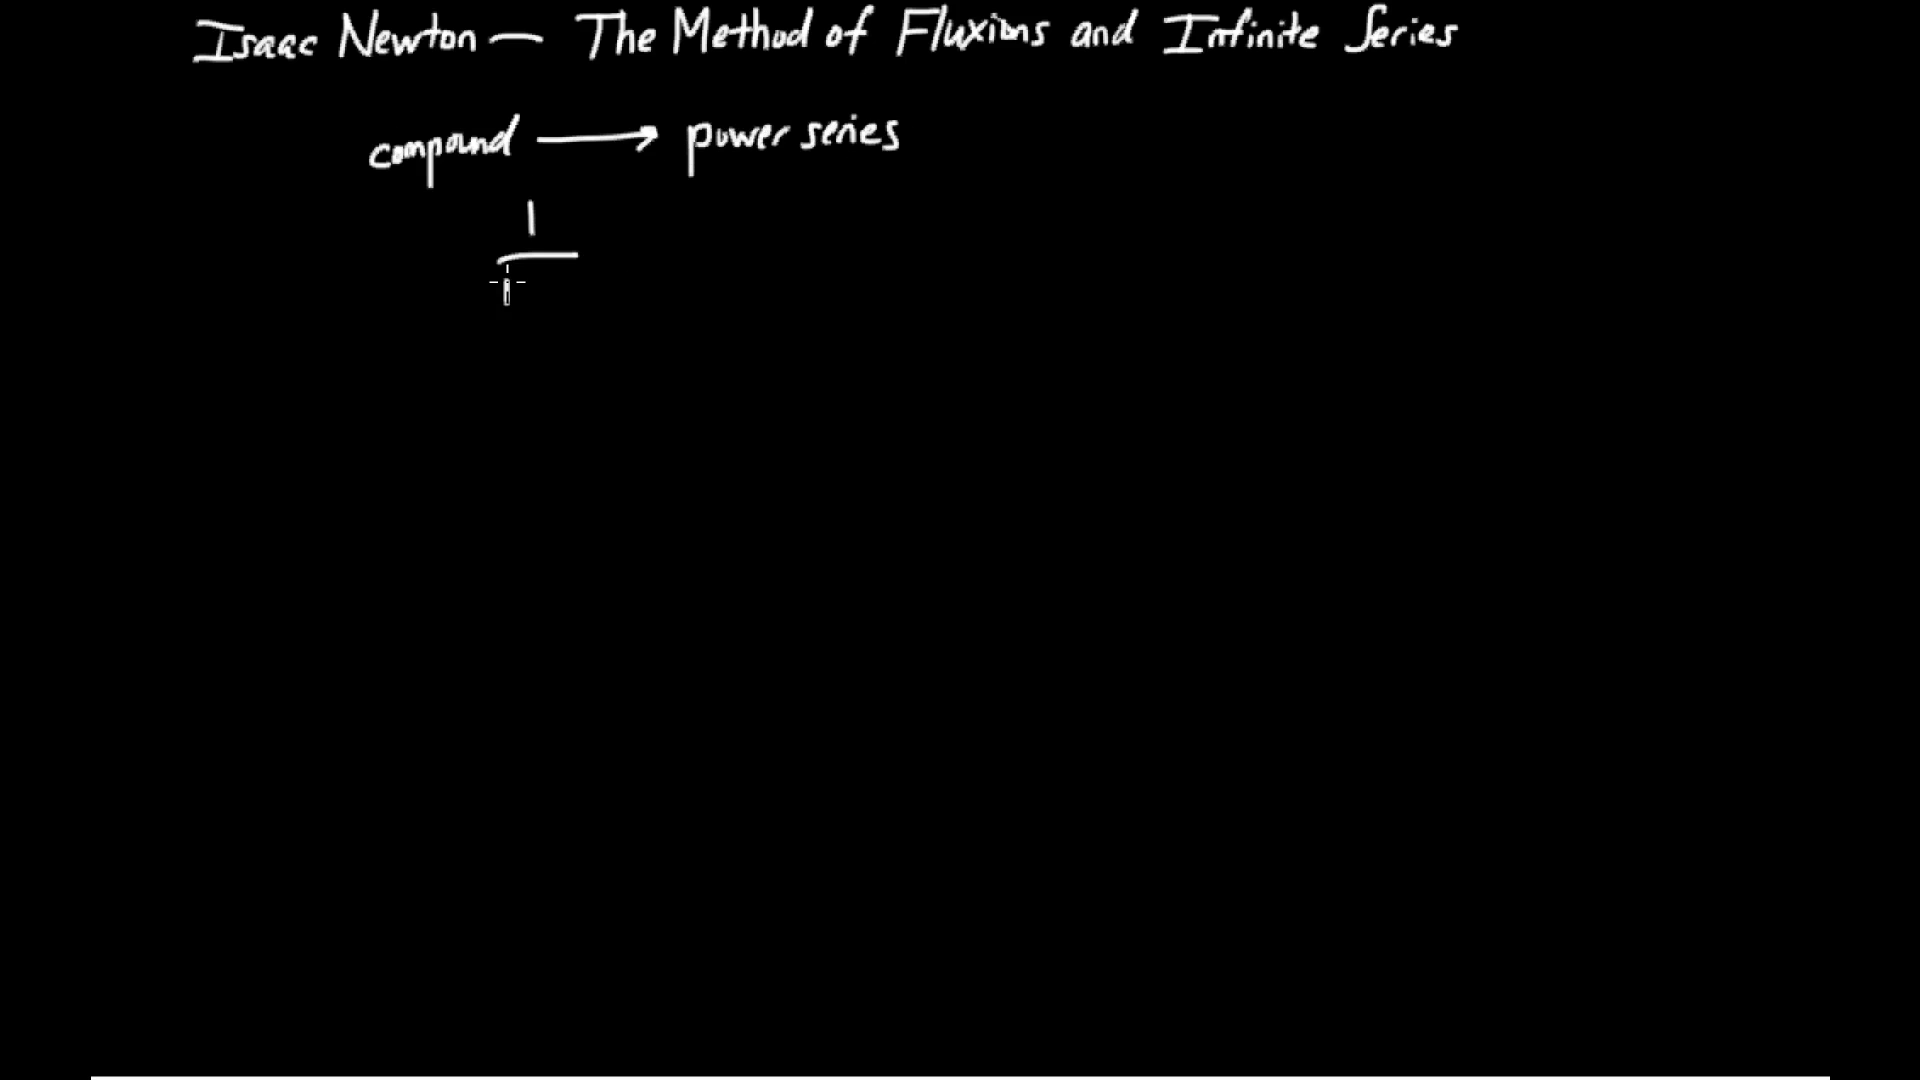 Isaac Newton — The Method of Fluxions and Infinite Series
compound → power series
1